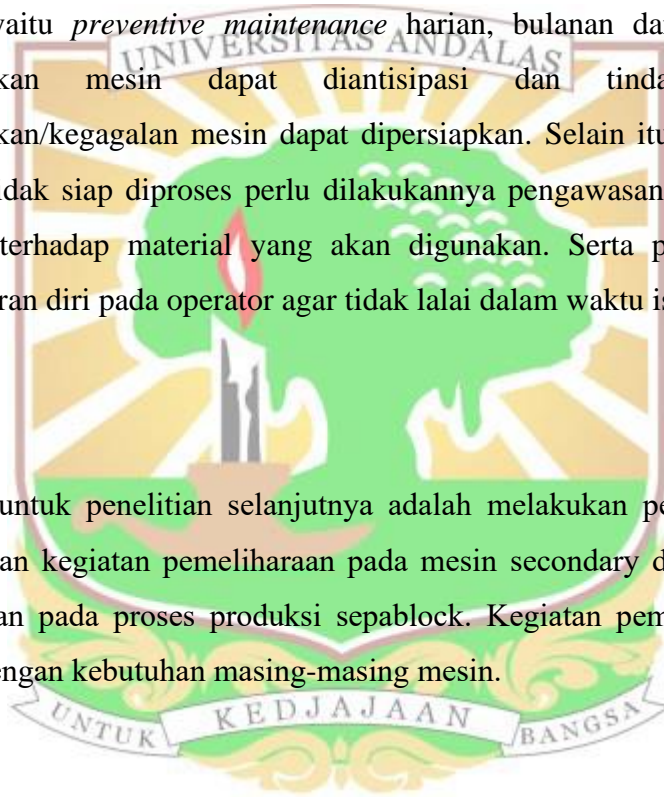 yaitu preventive maintenance harian, bulanan da
UNIVERSITAS ANDALAS
kan mesin dapat diantisipasi dan tinda
kan/kegagalan mesin dapat dipersiapkan. Selain itu
idak siap diproses perlu dilakukannya pengawasan
terhadap material yang akan digunakan. Serta p
ran diri pada operator agar tidak lalai dalam waktu is
untuk penelitian selanjutnya adalah melakukan pe
an kegiatan pemeliharaan pada mesin secondary d
an pada proses produksi sepablock. Kegiatan pem
engan kebutuhan masing-masing mesin.
UNTUK KEDJAJAAN BANGSA